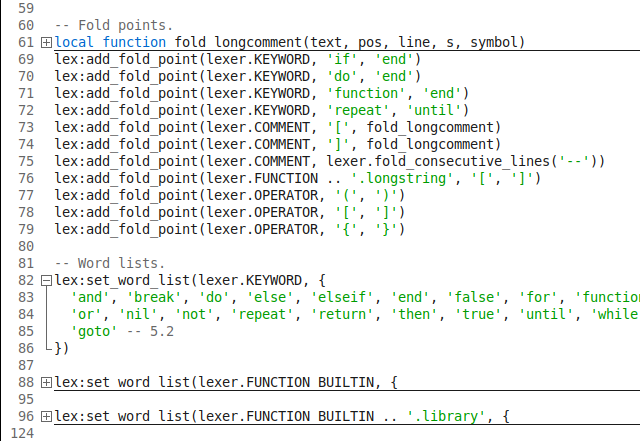 59
60 -- Fold points.
61 local function fold_longcomment(text, pos, line, s, symbol)
69 lex:add_fold_point(lexer.KEYWORD, 'if', 'end')
70 lex:add_fold_point(lexer.KEYWORD, 'do', 'end')
71 lex:add_fold_point(lexer.KEYWORD, 'function', 'end')
72 lex:add_fold_point(lexer.KEYWORD, 'repeat', 'until')
73 lex:add_fold_point(lexer.COMMENT, '[', fold_longcomment)
74 lex:add_fold_point(lexer.COMMENT, ']', fold_longcomment)
75 lex:add_fold_point(lexer.COMMENT, lexer.fold_consecutive_lines('--'))
76 lex:add_fold_point(lexer.FUNCTION .. '.longstring', '[', ']')
77 lex:add_fold_point(lexer.OPERATOR, '(', ')')
78 lex:add_fold_point(lexer.OPERATOR, '[', ']')
79 lex:add_fold_point(lexer.OPERATOR, '{', '}')
80
81 -- Word lists.
82 lex:set_word_list(lexer.KEYWORD, {
83 'and', 'break', 'do', 'else', 'elseif', 'end', 'false', 'for', 'functio
84 'or', 'nil', 'not', 'repeat', 'return', 'then', 'true', 'until', 'while
85 'goto' -- 5.2
86 })
87
88 lex:set_word_list(lexer.FUNCTION_BUILTIN, {
95
96 lex:set_word_list(lexer.FUNCTION_BUILTIN .. '.library', {
124